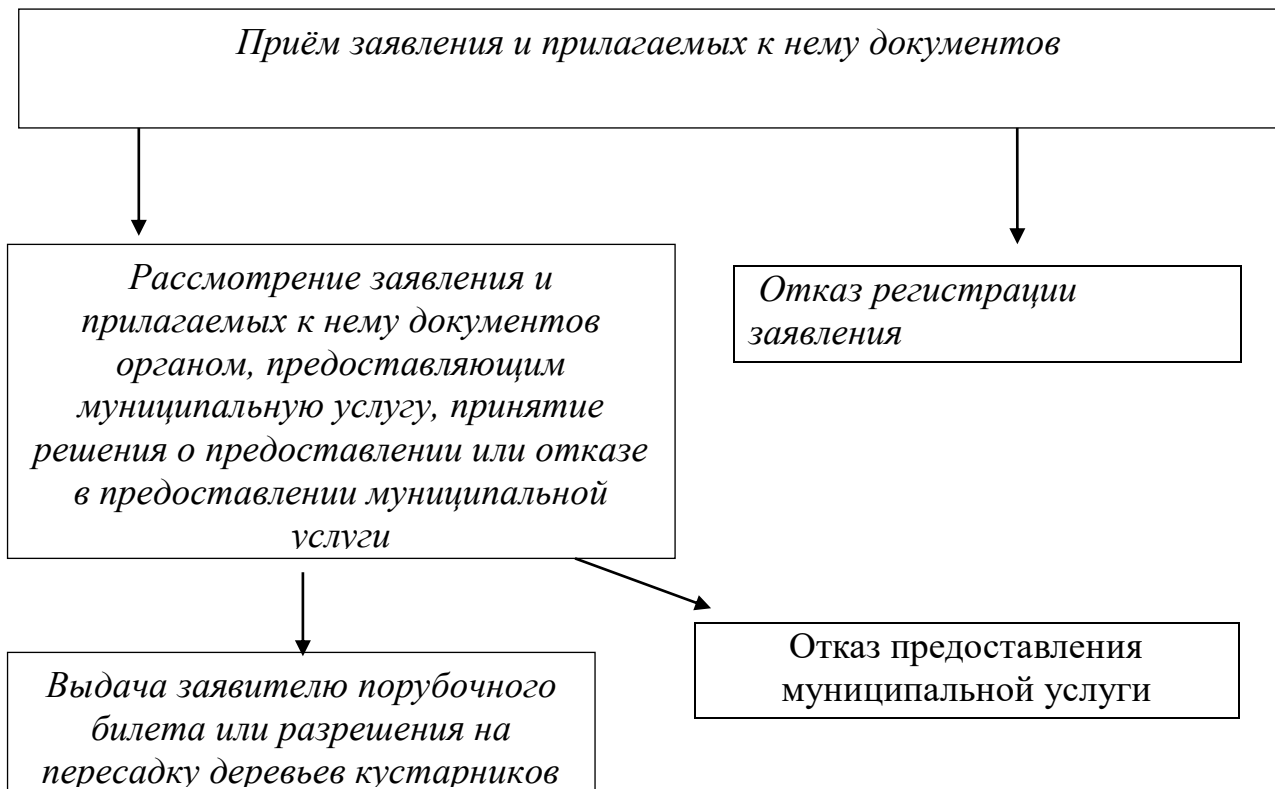 Приём заявления и прилагаемых к нему документов
Рассмотрение заявления и
прилагаемых к нему документов
органом, предоставляющим
муниципальную услугу, принятие
решения о предоставлении или отказе
в предоставлении муниципальной
услуги
Отказ регистрации
заявления
Отказ предоставления
муниципальной услуги
Выдача заявителю порубочного
билета или разрешения на
пересадку деревьев кустарников